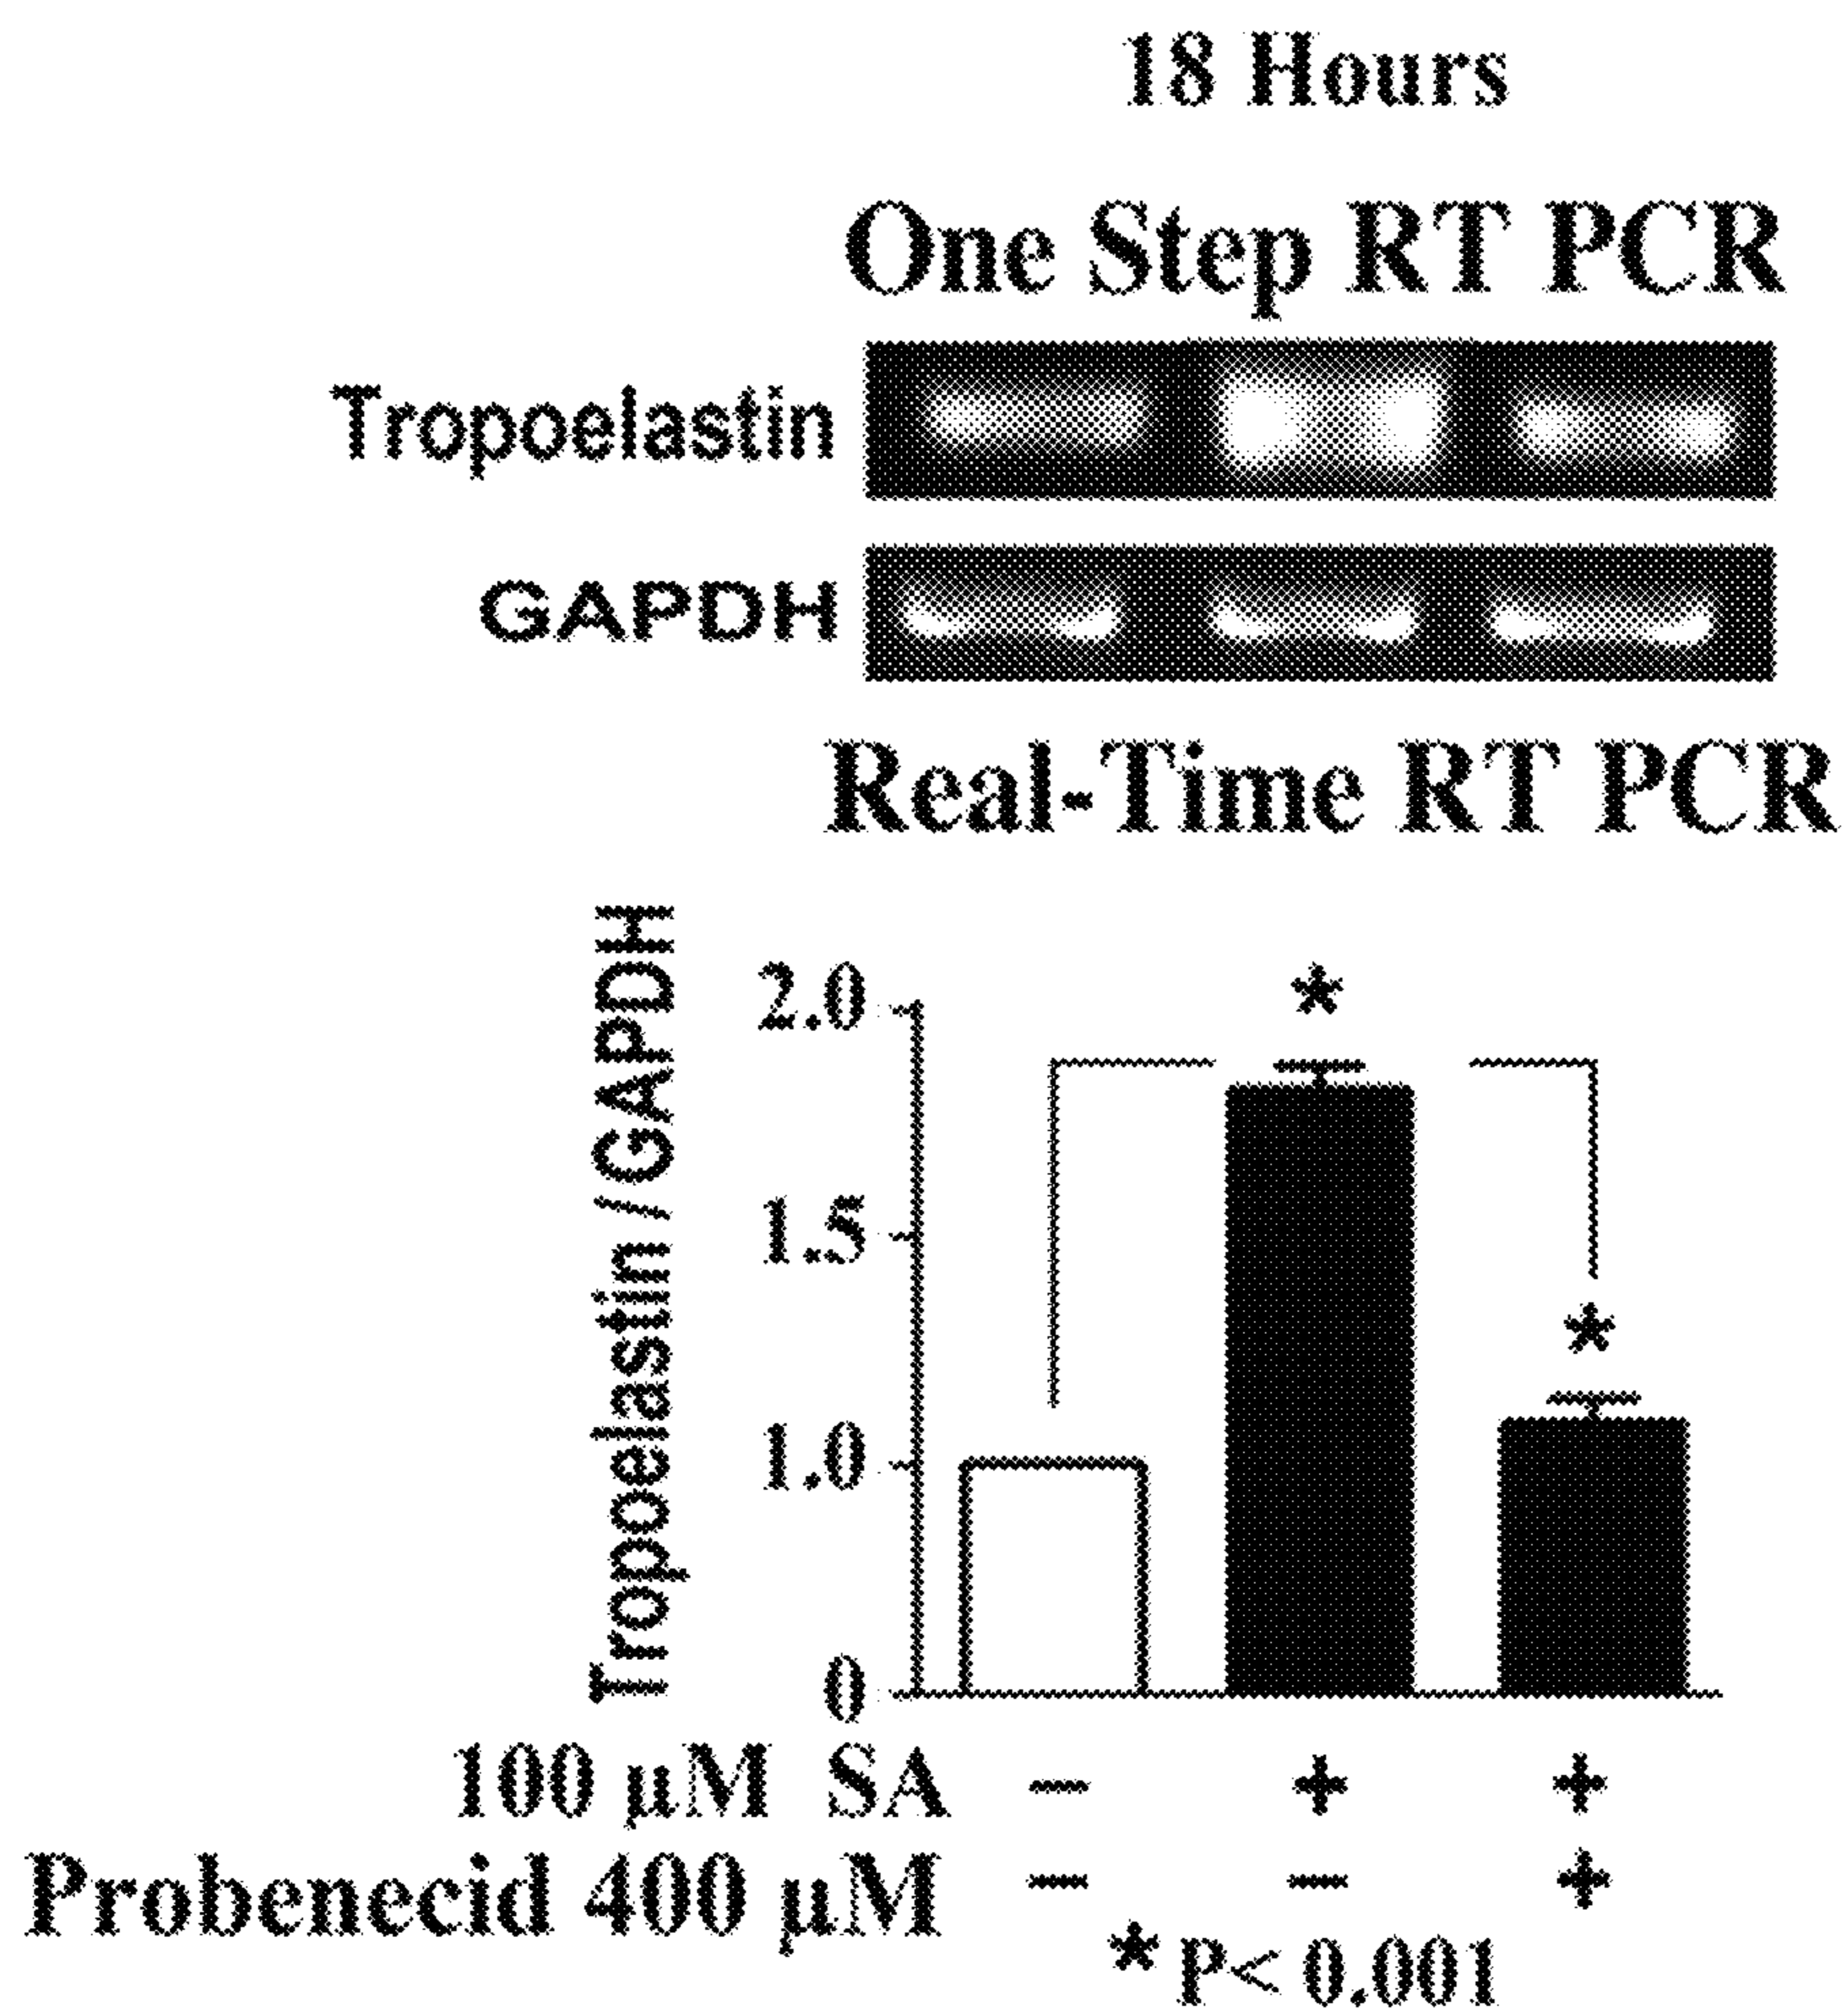 18 Hours
One Step RT PCR
Tropoelastin
GAPDH
Real-Time RT PCR
Tropoelastin / GAPDH
2.0
*
1.5
*
1.0
0
100 µM SA − + +
Probenecid 400 µM − − +
* P< 0.001